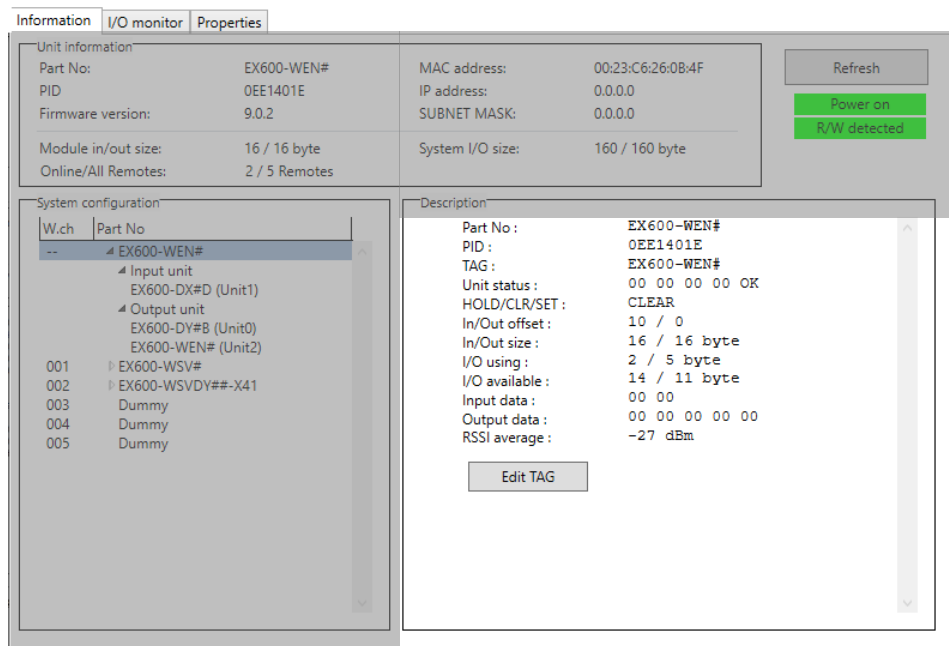 Information I/O monitor Properties
Unit information
Part No: EX600-WEN# MAC address: 00:23:C6:26:0B:4F Refresh
PID 0EE1401E IP address: 0.0.0.0 Power on
Firmware version: 9.0.2 SUBNET MASK: 0.0.0.0 R/W detected
Module in/out size: 16 / 16 byte System I/O size: 160 / 160 byte
Online/All Remotes: 2 / 5 Remotes
System configuration
W.ch Part No
-- EX600-WEN#
Input unit
EX600-DX#D (Unit1)
Output unit
EX600-DY#B (Unit0)
EX600-WEN# (Unit2)
001 EX600-WSV#
002 EX600-WSVDY##-X41
003 Dummy
004 Dummy
005 Dummy
Description
Part No : EX600-WEN#
PID : 0EE1401E
TAG : EX600-WEN#
Unit status : 00 00 00 00 OK
HOLD/CLR/SET : CLEAR
In/Out offset : 10 / 0
In/Out size : 16 / 16 byte
I/O using : 2 / 5 byte
I/O available : 14 / 11 byte
Input data : 00 00
Output data : 00 00 00 00 00
RSSI average : -27 dBm
Edit TAG